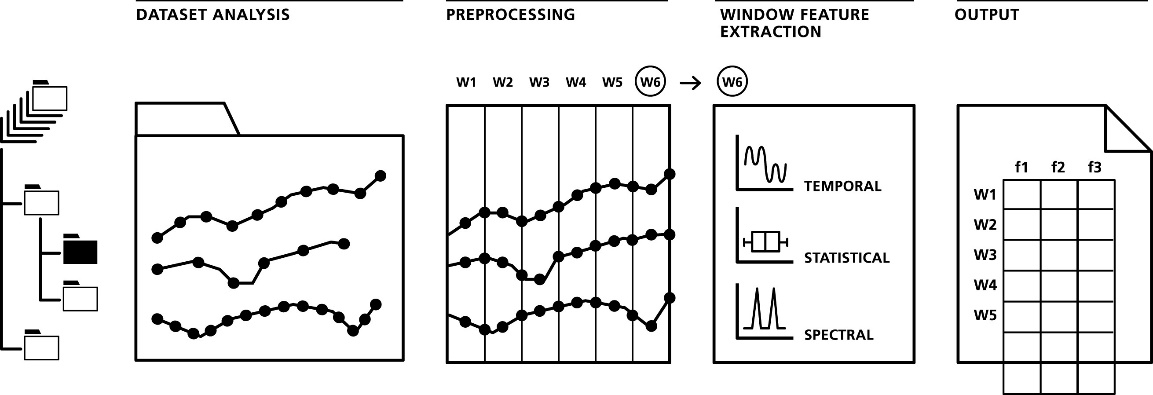 DATASET ANALYSIS
PREPROCESSING
WINDOW FEATURE
EXTRACTION
OUTPUT
W1 W2 W3 W4 W5 W6 → W6
TEMPORAL
STATISTICAL
SPECTRAL
f1 f2 f3
W1
W2
W3
W4
W5